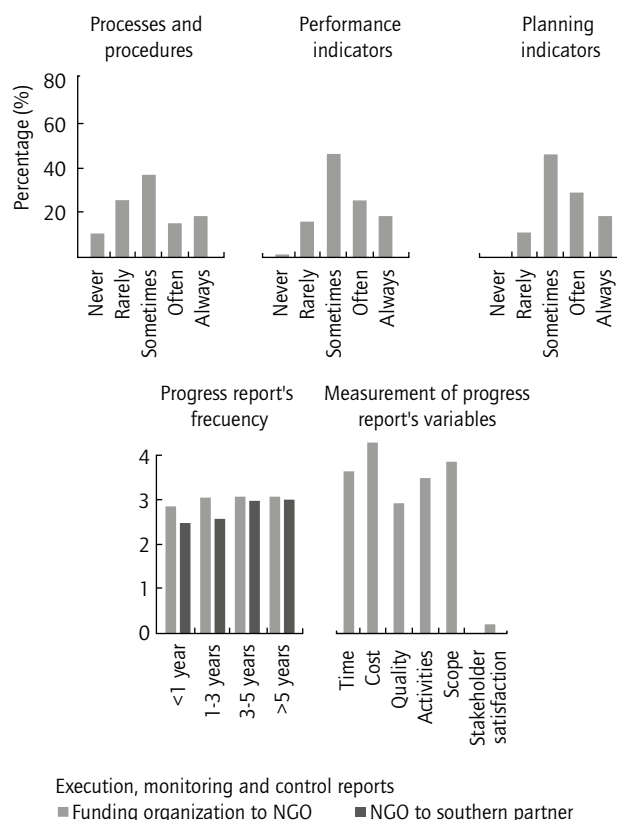 Processes and
procedures
Performance
indicators
Planning
indicators
Percentage (%)
80
60
40
20
Never
Rarely
Sometimes
Often
Always
Never
Rarely
Sometimes
Often
Always
Never
Rarely
Sometimes
Often
Always
Progress report's
frecuency
Measurement of progress
report's variables
4
3
2
1
0
<1 year
1-3 years
3-5 years
>5 years
Time
Cost
Quality
Activities
Scope
Stakeholder
satisfaction
Execution, monitoring and control reports
Funding organization to NGO
NGO to southern partner